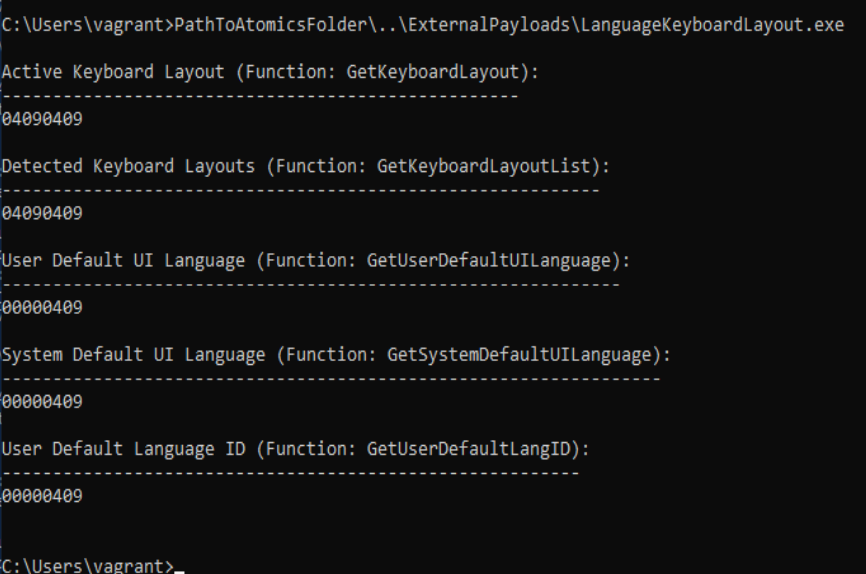 C:\Users\vagrant>PathToAtomicsFolder\..\ExternalPayloads\LanguageKeyboardLayout.exe
Active Keyboard Layout (Function: GetKeyboardLayout):
----------------------------------------------------
04090409
Detected Keyboard Layouts (Function: GetKeyboardLayoutList):
------------------------------------------------------------
04090409
User Default UI Language (Function: GetUserDefaultUILanguage):
--------------------------------------------------------------
00000409
System Default UI Language (Function: GetSystemDefaultUILanguage):
------------------------------------------------------------------
00000409
User Default Language ID (Function: GetUserDefaultLangID):
----------------------------------------------------------
00000409
C:\Users\vagrant>_